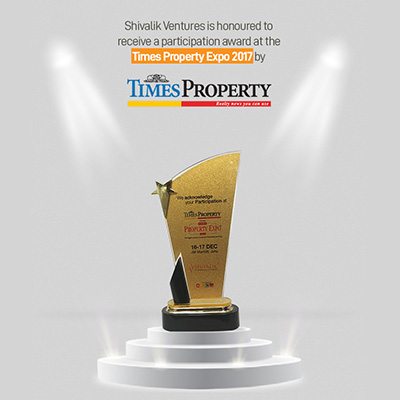 Shivalik Ventures is honoured to
receive a participation award at the
Times Property Expo 2017 by
TIMES PROPERTY
Realty news you can use
We acknowledge
your Participation at
TIMES PROPERTY
PROPERTY EXPO
16-17 DEC